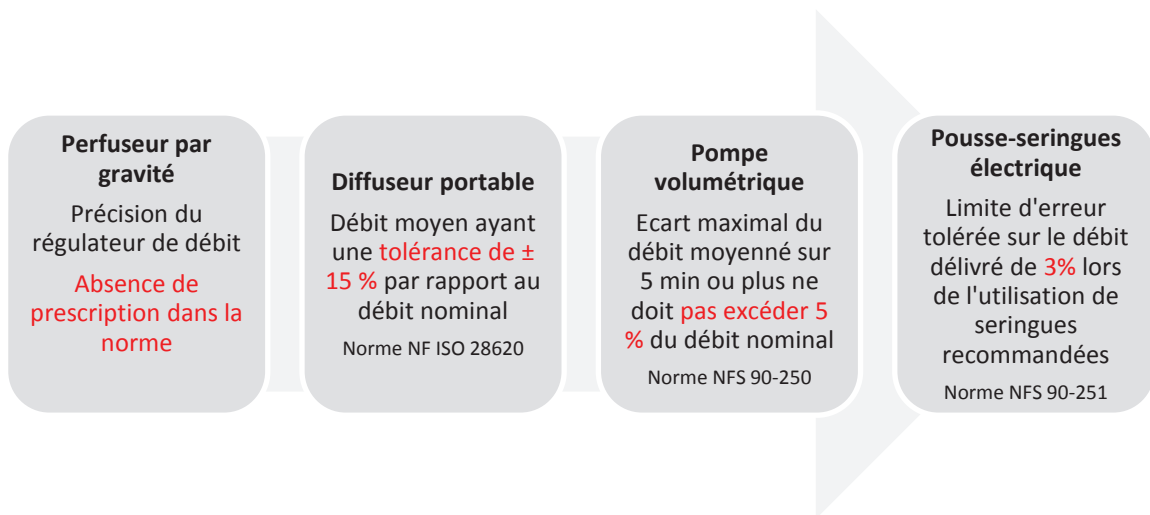 Perfuseur par
gravité
Précision du
régulateur de débit
Absence de
prescription dans la
norme
Diffuseur portable
Débit moyen ayant
une tolérance de ±
15 % par rapport au
débit nominal
Norme NF ISO 28620
Pompe
volumétrique
Ecart maximal du
débit moyenné sur
5 min ou plus ne
doit pas excéder 5
% du débit nominal
Norme NFS 90-250
Pousse-seringues
électrique
Limite d'erreur
tolérée sur le débit
délivré de 3% lors
de l'utilisation de
seringues
recommandées
Norme NFS 90-251